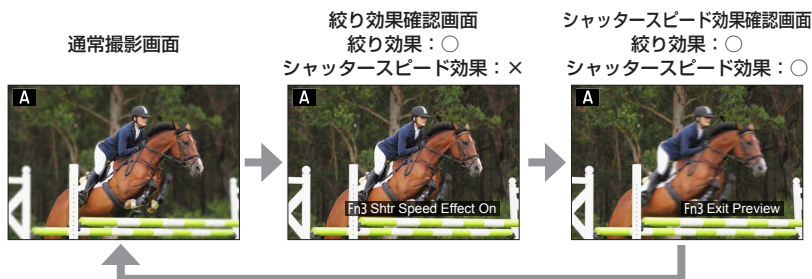 通常撮影画面
絞り効果確認画面
絞り効果：○
シャッタースピード効果：×
シャッタースピード効果確認画面
絞り効果：○
シャッタースピード効果：○
A
A
Fn3 Shtr Speed Effect On
A
Fn3 Exit Preview